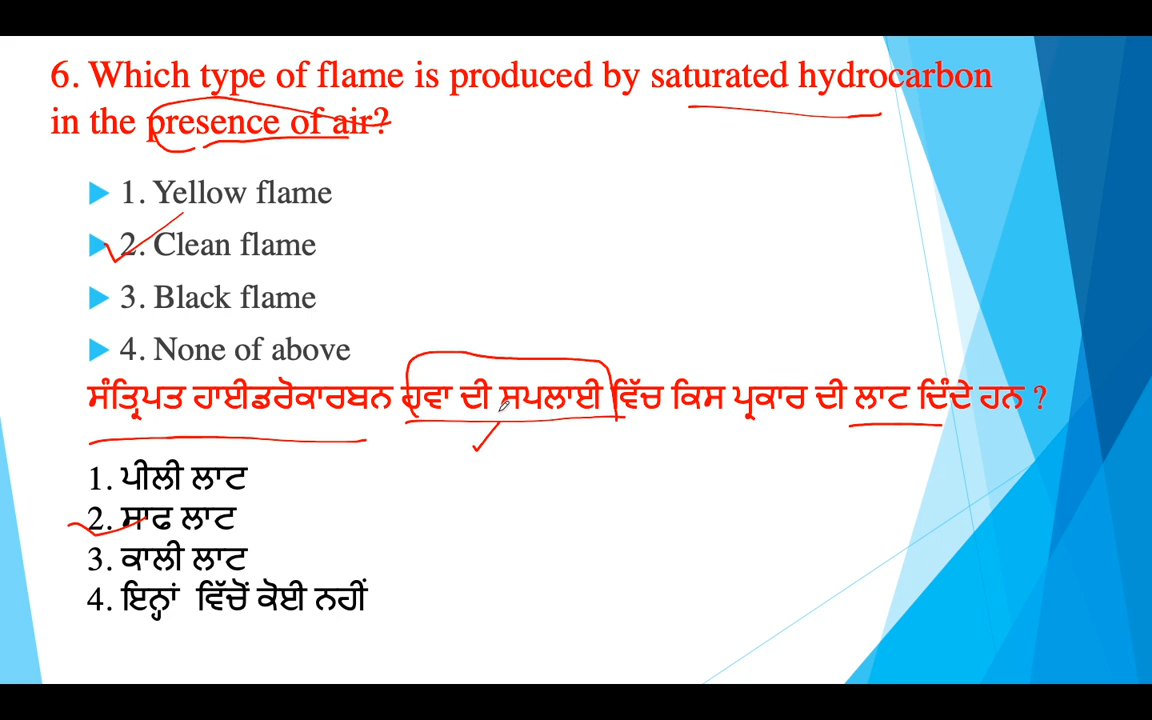 6. Which type of flame is produced by saturated hydrocarbon
in the presence of air?
1. Yellow flame
2. Clean flame
3. Black flame
4. None of above
ਸੰਤ੍ਰਿਪਤ ਹਾਈਡਰੋਕਾਰਬਨ ਹਵਾ ਦੀ ਸਪਲਾਈ ਵਿੱਚ ਕਿਸ ਪ੍ਰਕਾਰ ਦੀ ਲਾਟ ਦਿੰਦੇ ਹਨ ?
1. ਪੀਲੀ ਲਾਟ
2. ਸਾਫ ਲਾਟ
3. ਕਾਲੀ ਲਾਟ
4. ਇਨ੍ਹਾਂ ਵਿੱਚੋਂ ਕੋਈ ਨਹੀਂ